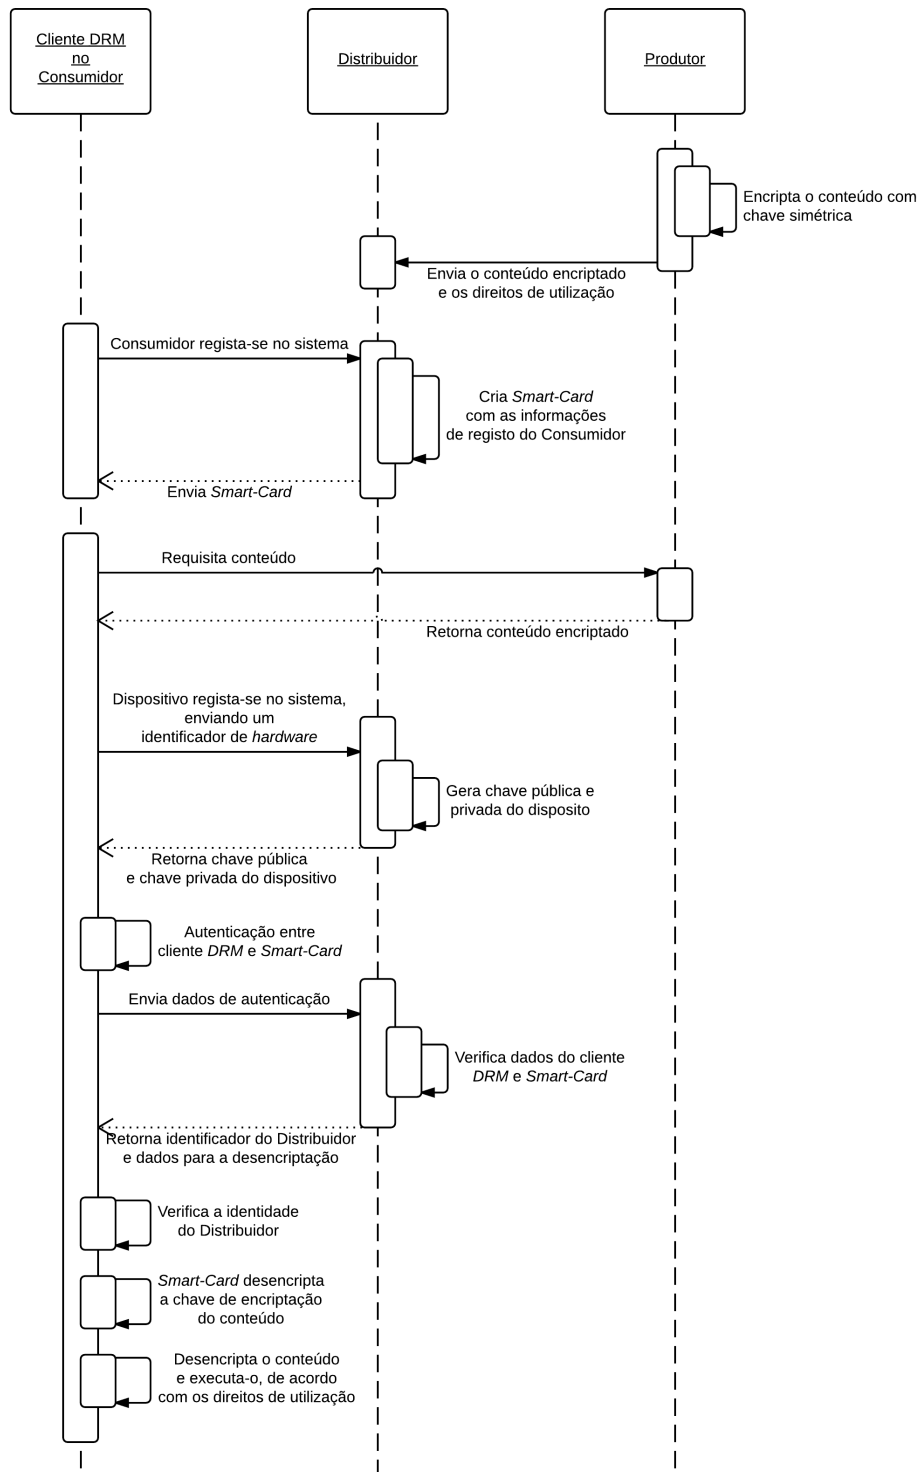 Cliente DRM
no
Consumidor
Distribuidor
Produtor
Encripta o conteúdo com
chave simétrica
Envia o conteúdo encriptado
e os direitos de utilização
Consumidor regista-se no sistema
Cria Smart-Card
com as informações
de registo do Consumidor
Envia Smart-Card
Requisita conteúdo
Retorna conteúdo encriptado
Dispositivo regista-se no sistema,
enviando um
identificador de hardware
Gera chave pública e
privada do disposito
Retorna chave pública
e chave privada do dispositivo
Autenticação entre
cliente DRM e Smart-Card
Envia dados de autenticação
Verifica dados do cliente
DRM e Smart-Card
Retorna identificador do Distribuidor
e dados para a desencriptação
Verifica a identidade
do Distribuidor
Smart-Card desencripta
a chave de encriptação
do conteúdo
Desencripta o conteúdo
e executa-o, de acordo
com os direitos de utilização